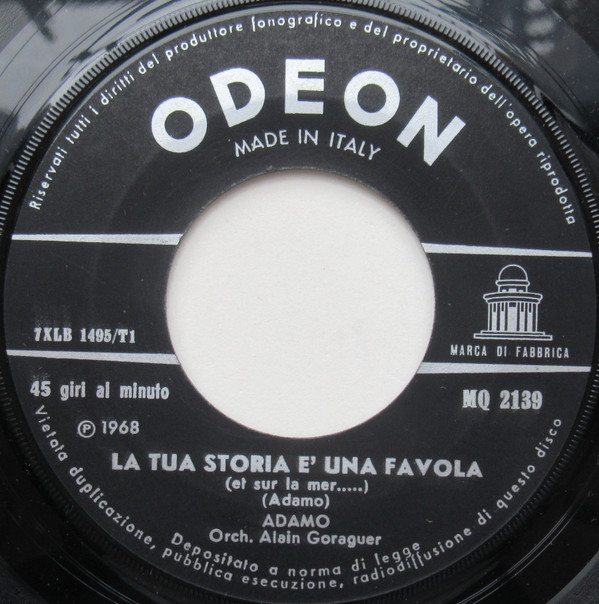 Riservati tutti i diritti del produttore fonografico e del proprietario dell'opera riprodotta
ODEON
MADE IN ITALY
7XLB 1495/T1
MARCA DI FABBRICA
45 giri al minuto
MQ 2139
℗ 1968
LA TUA STORIA E' UNA FAVOLA
(et sur la mer.....)
(Adamo)
ADAMO
Orch. Alain Goraguer
Depositato a norma di legge
Vietata duplicazione, pubblica esecuzione, radiodiffusione di questo disco